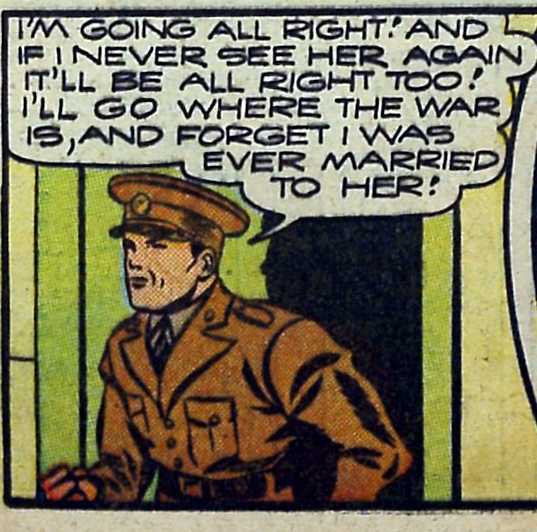 I'M GOING ALL RIGHT! AND
IF I NEVER SEE HER AGAIN
IT'LL BE ALL RIGHT TOO!
I'LL GO WHERE THE WAR
IS, AND FORGET I WAS
EVER MARRIED
TO HER!